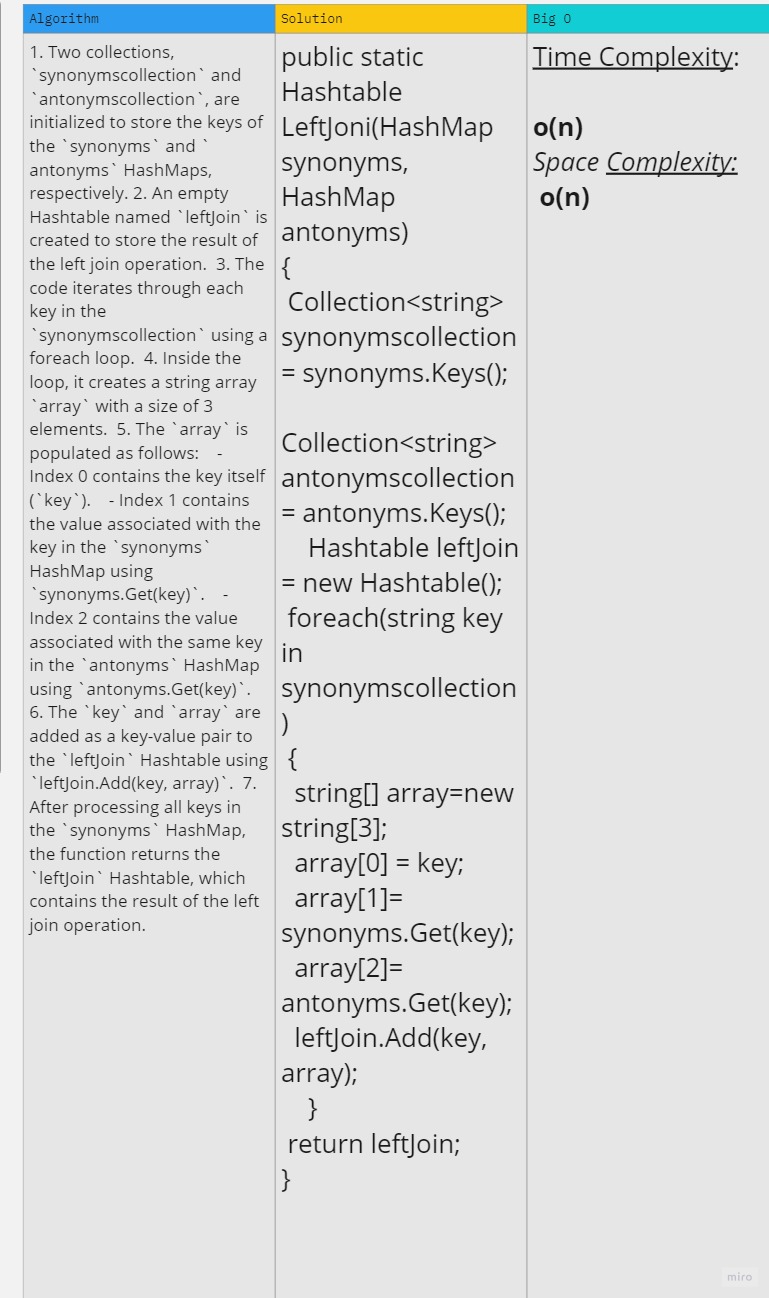 Algorithm
1. Two collections,
`synonymscollection` and
`antonymscollection`, are
initialized to store the keys of
the `synonyms` and `
antonyms` HashMaps,
respectively. 2. An empty
Hashtable named `leftJoin` is
created to store the result of
the left join operation.  3. The
code iterates through each
key in the
`synonymscollection` using a
foreach loop.  4. Inside the
loop, it creates a string array
`array` with a size of 3
elements.  5. The `array` is
populated as follows:    -
Index 0 contains the key itself
(`key`).    - Index 1 contains
the value associated with the
key in the `synonyms`
HashMap using
`synonyms.Get(key)`.    -
Index 2 contains the value
associated with the same key
in the `antonyms` HashMap
using `antonyms.Get(key)`.
6. The `key` and `array` are
added as a key-value pair to
the `leftJoin` Hashtable using
`leftJoin.Add(key, array)`.  7.
After processing all keys in
the `synonyms` HashMap,
the function returns the
`leftJoin` Hashtable, which
contains the result of the left
join operation.
Solution
public static
Hashtable
LeftJoni(HashMap
synonyms,
HashMap
antonyms)
{
Collection<string>
synonymscollection
= synonyms.Keys();
Collection<string>
antonymscollection
= antonyms.Keys();
Hashtable leftJoin
= new Hashtable();
foreach(string key
in
synonymscollection
)
{
string[] array=new
string[3];
array[0] = key;
array[1]=
synonyms.Get(key);
array[2]=
antonyms.Get(key);
leftJoin.Add(key,
array);
}
return leftJoin;
}
Big O
Time Complexity:
o(n)
Space Complexity:
o(n)
miro